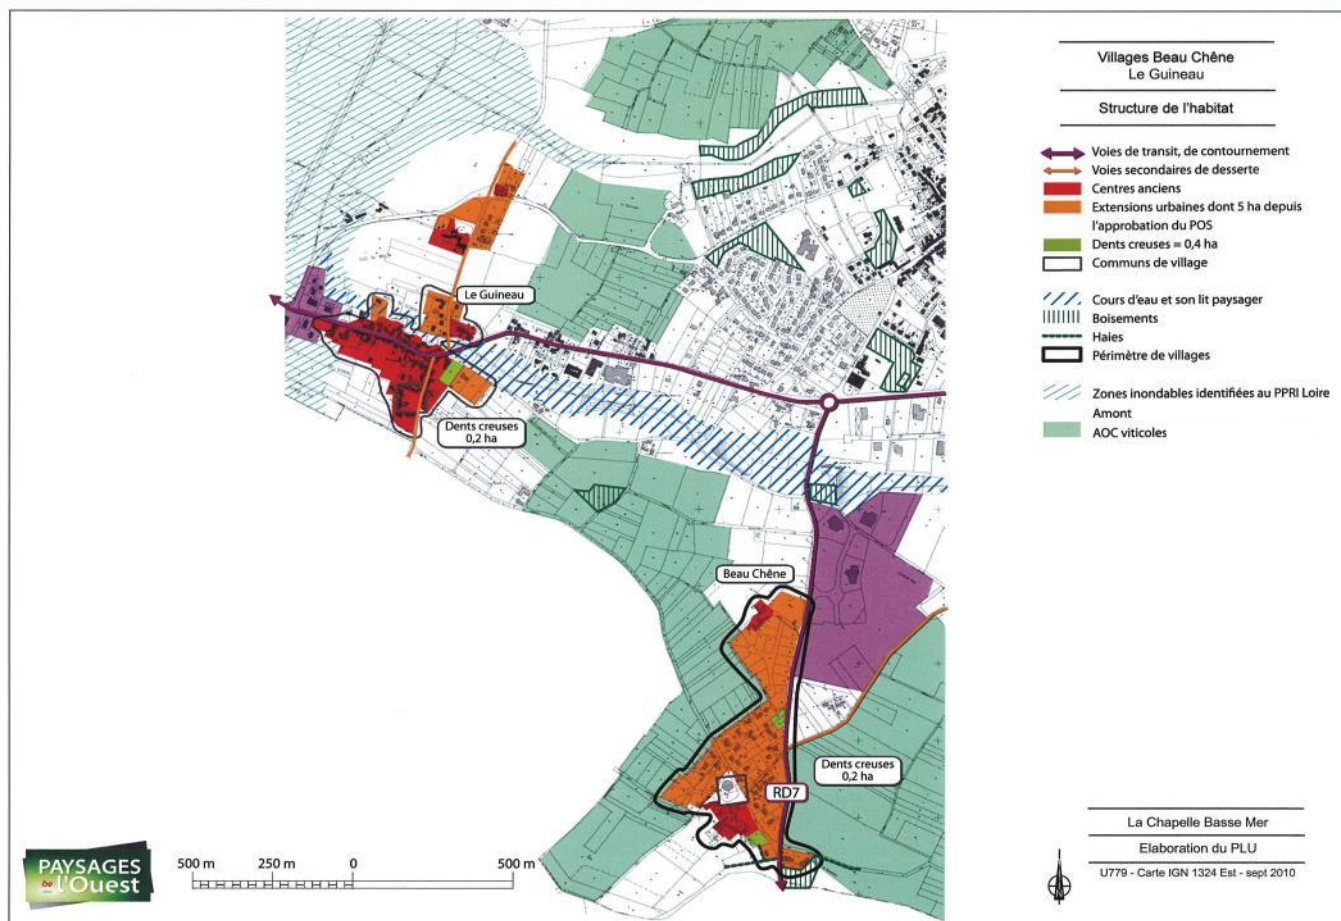 Villages Beau Chêne
Le Guineau
Structure de l'habitat
Voies de transit, de contournement
Voies secondaires de desserte
Centres anciens
Extensions urbaines dont 5 ha depuis
l'approbation du POS
Dents creuses = 0,4 ha
Communs de village
Cours d'eau et son lit paysager
Boisements
Haies
Périmètre de villages
Zones inondables identifiées au PPRI Loire
Amont
AOC viticoles
Le Guineau
Dents creuses
0,2 ha
Beau Chêne
Dents creuses
0,2 ha
RD7
La Chapelle Basse Mer
Elaboration du PLU
U779 - Carte IGN 1324 Est - sept 2010
PAYSAGES
de l'Ouest
500 m 250 m 0 500 m